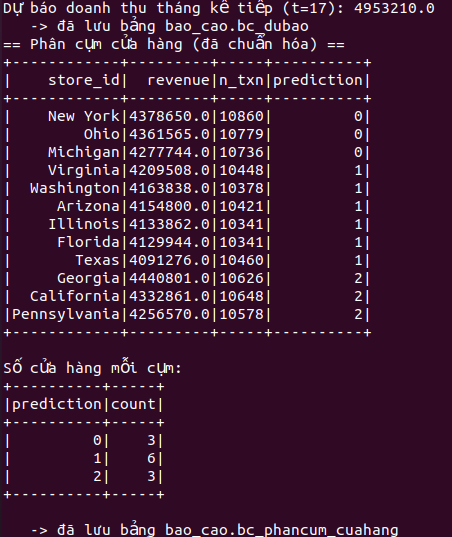 Dự báo doanh thu tháng kế tiếp (t=17): 4953210.0
   -> đã lưu bảng bao_cao.bc_dubao
== Phân cụm cửa hàng (đã chuẩn hóa) ==
+------------+---------+-----+----------+
|    store_id|  revenue|n_txn|prediction|
+------------+---------+-----+----------+
|    New York|4378650.0|10860|         0|
|        Ohio|4361565.0|10779|         0|
|    Michigan|4277744.0|10736|         0|
|    Virginia|4209508.0|10448|         1|
|  Washington|4163838.0|10378|         1|
|     Arizona|4154800.0|10421|         1|
|    Illinois|4133862.0|10341|         1|
|     Florida|4129944.0|10341|         1|
|       Texas|4091276.0|10460|         1|
|     Georgia|4440801.0|10626|         2|
|  California|4332861.0|10648|         2|
|Pennsylvania|4256570.0|10578|         2|
+------------+---------+-----+----------+
Số cửa hàng mỗi cụm:
+----------+-----+
|prediction|count|
+----------+-----+
|         0|    3|
|         1|    6|
|         2|    3|
+----------+-----+
   -> đã lưu bảng bao_cao.bc_phancum_cuahang